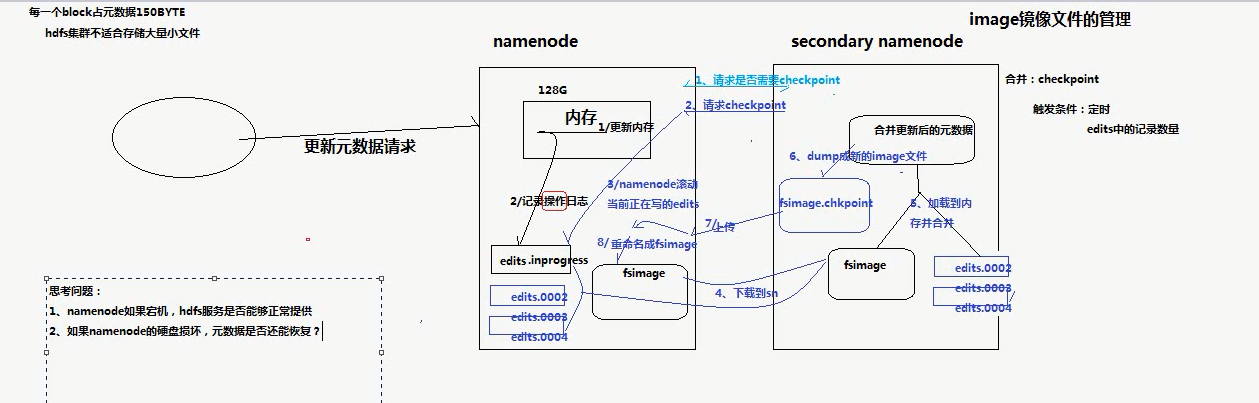 每一个block占元数据150BYTE
hdfs集群不适合存储大量小文件
image镜像文件的管理
namenode
secondary namenode
合并：checkpoint
触发条件：定时
edits中的记录数量
1、请求是否需要checkpoint
2、请求checkpoint
128G
内存
1/更新内存
更新元数据请求
合并更新后的元数据
6、dump成新的image文件
3/namenode滚动
当前正在写的edits
2/记录操作日志
fsimage.chkpoint
5、加载到内
存并合并
7/上传
8/重命名成fsimage
edits.inprogress
fsimage
fsimage
edits.0002
edits.0003
edits.0004
4、下载到sn
edits.0002
edits.0003
edits.0004
思考问题：
1、namenode如果宕机，hdfs服务是否能够正常提供
2、如果namenode的硬盘损坏，元数据是否还能恢复？